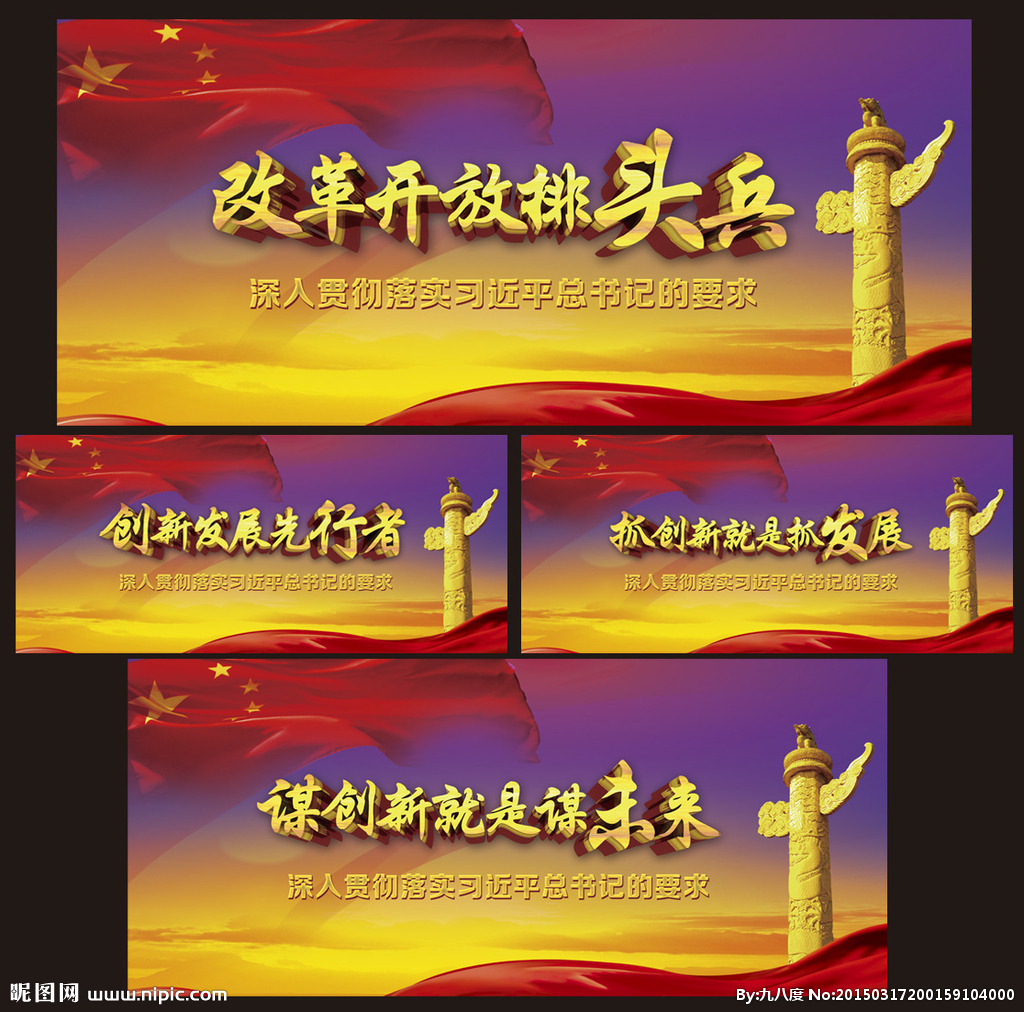 改革开放排头兵
深入贯彻落实习近平总书记的要求
创新发展先行者
深入贯彻落实习近平总书记的要求
抓创新就是抓发展
深入贯彻落实习近平总书记的要求
谋创新就是谋未来
深入贯彻落实习近平总书记的要求
昵图网 www.nipic.com
By:九八度 No:20150317200159104000